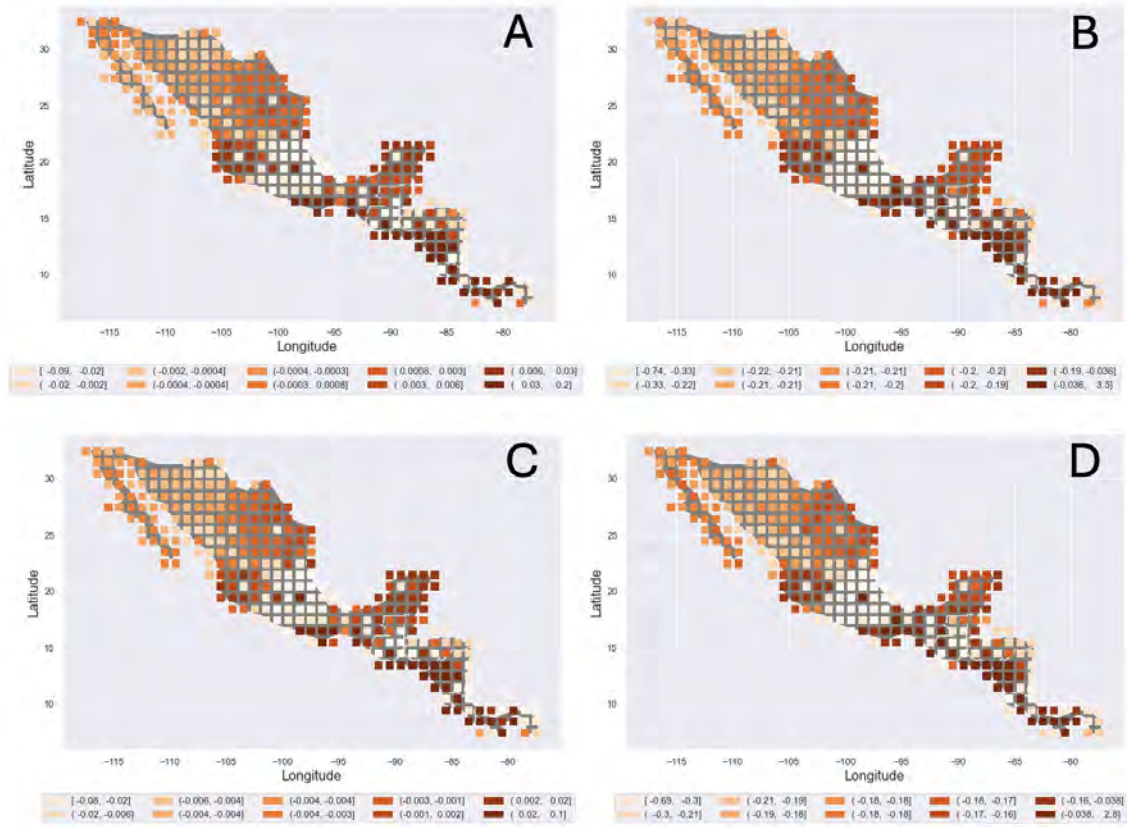 A
B
30
25
20
15
10
Latitude
−115 −110 −105 −100 −95 −90 −85 −80
Longitude
[ -0.09, -0.02] (-0.002, -0.0004] (-0.0004, -0.0003] (0.0008, 0.003] ( 0.006, 0.03]
( -0.02, -0.002] (-0.0004, -0.0004] (-0.0003, 0.0008] ( 0.003, 0.006] ( 0.03, 0.2]
30
25
20
15
10
Latitude
−115 −110 −105 −100 −95 −90 −85 −80
Longitude
[ -0.74, -0.33] ( -0.22, -0.21] ( -0.21, -0.21] ( -0.2, -0.2] (-0.19, -0.036]
( -0.33, -0.22] ( -0.21, -0.21] ( -0.21, -0.2] ( -0.2, -0.19] (-0.036, 3.5]
C
D
30
25
20
15
10
Latitude
−115 −110 −105 −100 −95 −90 −85 −80
Longitude
[-0.08, -0.02] (-0.006, -0.004] (-0.004, -0.004] (-0.003, -0.001] ( 0.002, 0.02]
( -0.02, -0.006] (-0.004, -0.004] (-0.004, -0.003] (-0.001, 0.002] ( 0.02, 0.1]
30
25
20
15
10
Latitude
−115 −110 −105 −100 −95 −90 −85 −80
Longitude
[ -0.69, -0.3] ( -0.21, -0.19] ( -0.18, -0.18] ( -0.18, -0.17] ( -0.16, -0.038]
( -0.3, -0.21] ( -0.19, -0.18] ( -0.18, -0.18] ( -0.17, -0.16] (-0.038, 2.8]